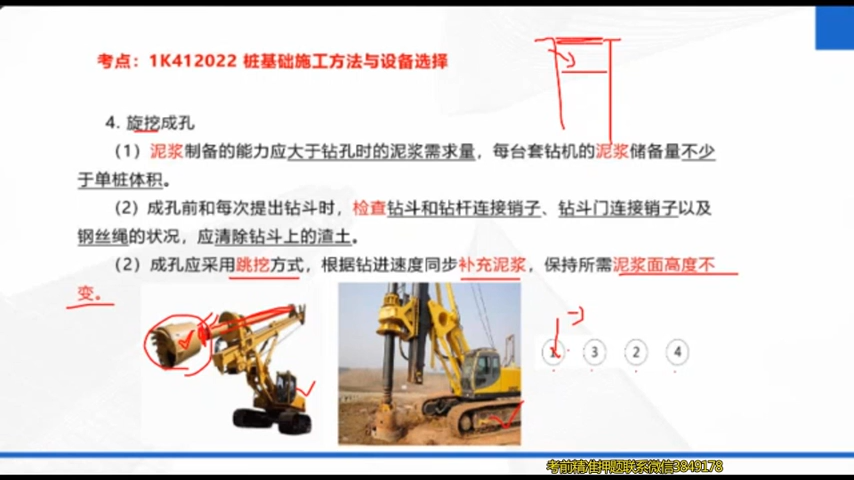 考点：1K412022 桩基础施工方法与设备选择
4. 旋挖成孔
（1）泥浆制备的能力应大于钻孔时的泥浆需求量，每台套钻机的泥浆储备量不少
于单桩体积。
（2）成孔前和每次提出钻斗时，检查钻斗和钻杆连接销子、钻斗门连接销子以及
钢丝绳的状况，应清除钻斗上的渣土。
（2）成孔应采用跳挖方式，根据钻进速度同步补充泥浆，保持所需泥浆面高度不
变。
1 3 2 4
考前精准押题联系微信3849178